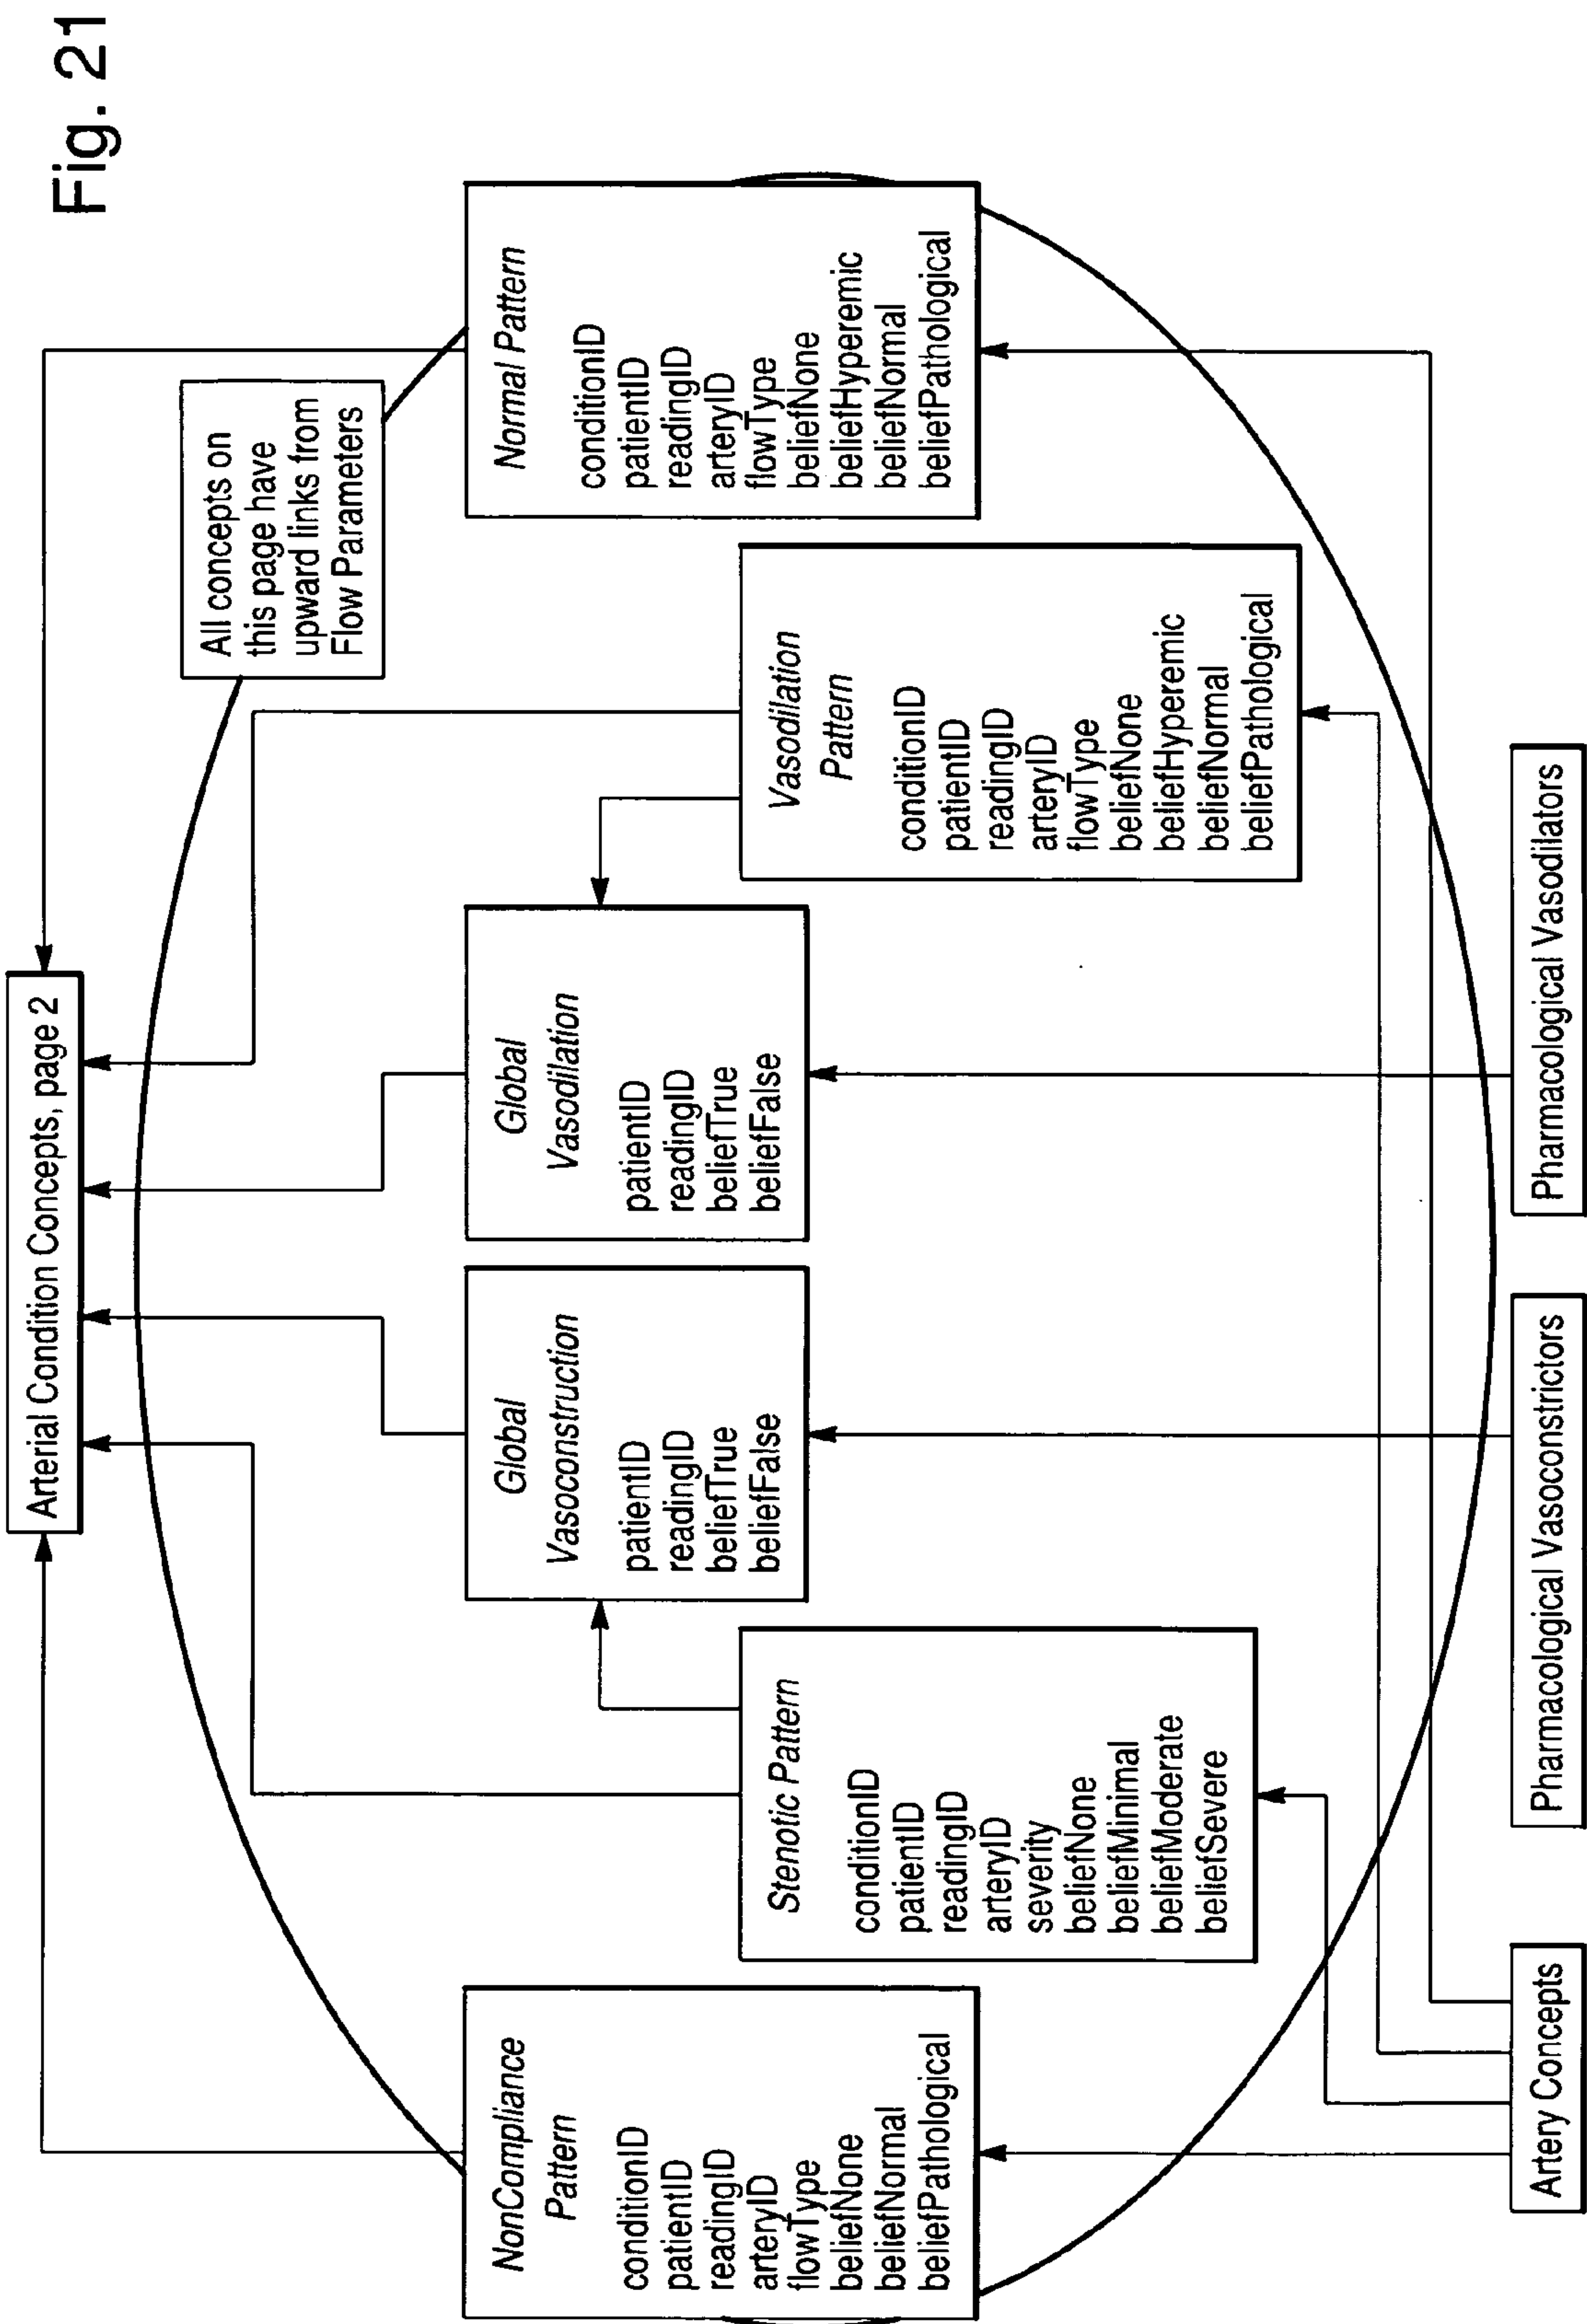 Fig. 21
Arterial Condition Concepts, page 2
All concepts on
this page have
upward links from
Flow Parameters
NonCompliance
Pattern
conditionID
patientID
readingID
arteryID
flowType
beliefNone
beliefNormal
beliefPathological
Stenotic Pattern
conditionID
patientID
readingID
arteryID
severity
beliefNone
beliefMinimal
beliefModerate
beliefSevere
Global
Vasoconstruction
patientID
readingID
beliefTrue
beliefFalse
Global
Vasodilation
patientID
readingID
beliefTrue
beliefFalse
Vasodilation
Pattern
conditionID
patientID
readingID
arteryID
flowType
beliefNone
beliefHyperemic
beliefNormal
beliefPathological
Normal Pattern
conditionID
patientID
readingID
arteryID
flowType
beliefNone
beliefHyperemic
beliefNormal
beliefPathological
Artery Concepts
Pharmacological Vasoconstrictors
Pharmacological Vasodilators